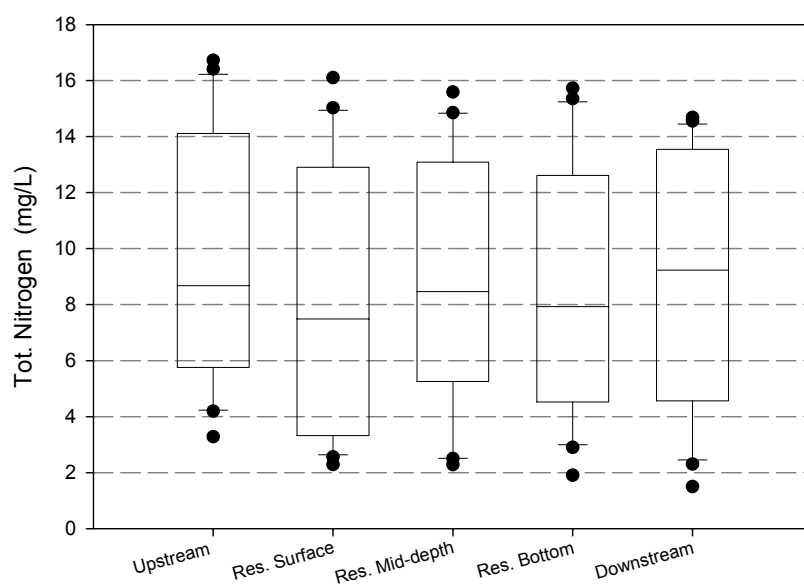 Tot. Nitrogen (mg/L)
18
16
14
12
10
8
6
4
2
0
Upstream
Res. Surface
Res. Mid-depth
Res. Bottom
Downstream